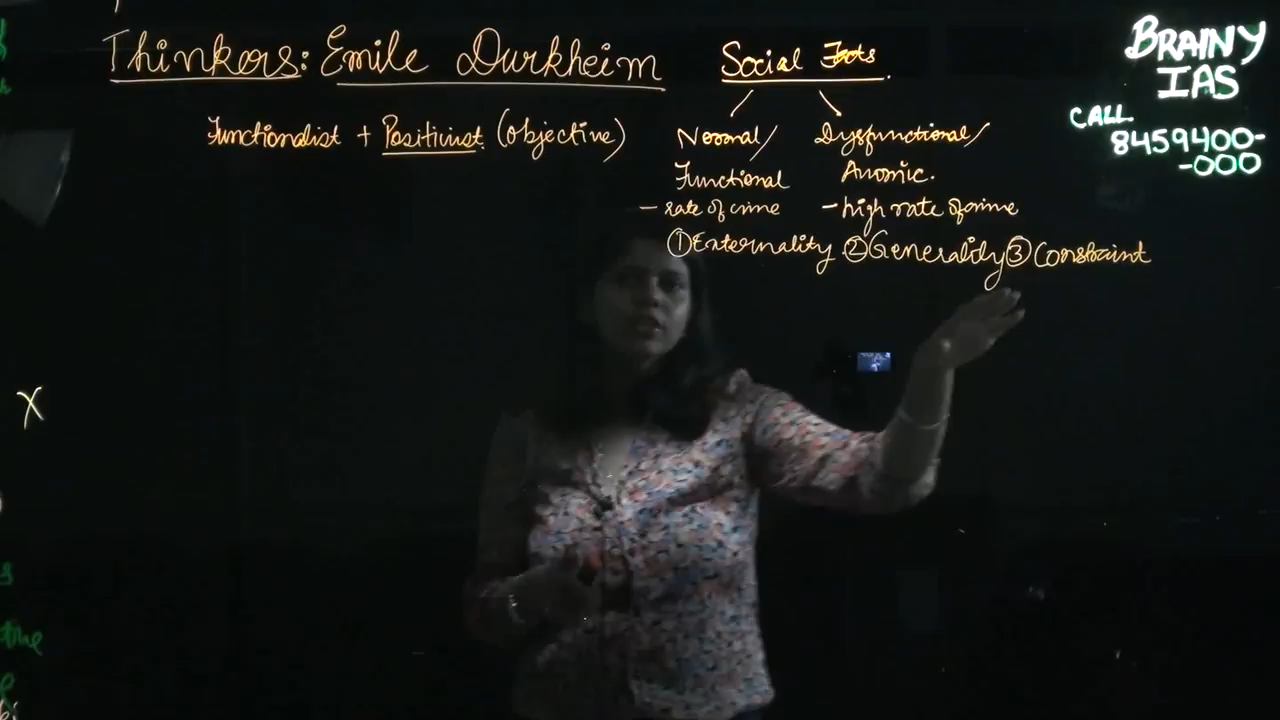 Thinkers: Emile Durkheim
Functionalist + Positivist (objective)
Social Facts.
Normal/
Functional
- rate of crime
Dysfunctional/
Anomic.
- high rate of crime
① Externality. ② Generality ③ Constraint
BRAINY
IAS
CALL
8459400-
-000
X